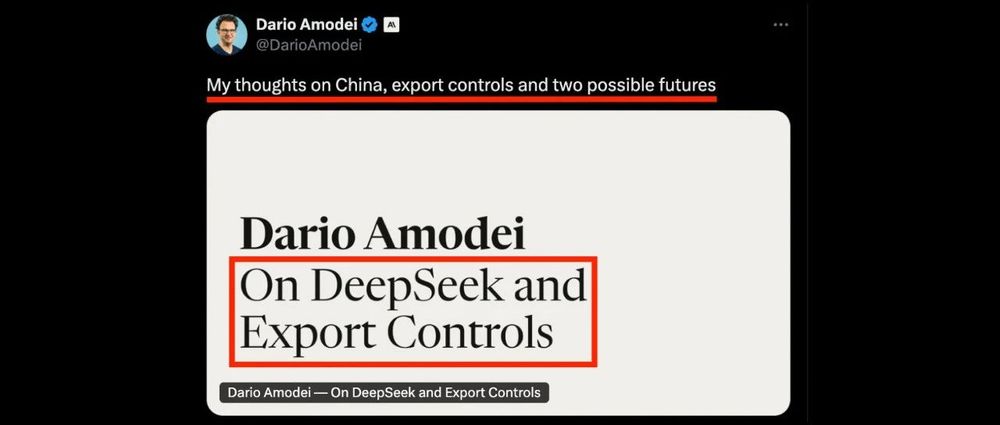 Dario Amodei
@DarioAmodei
My thoughts on China, export controls and two possible futures
Dario Amodei
On DeepSeek and
Export Controls
Dario Amodei — On DeepSeek and Export Controls